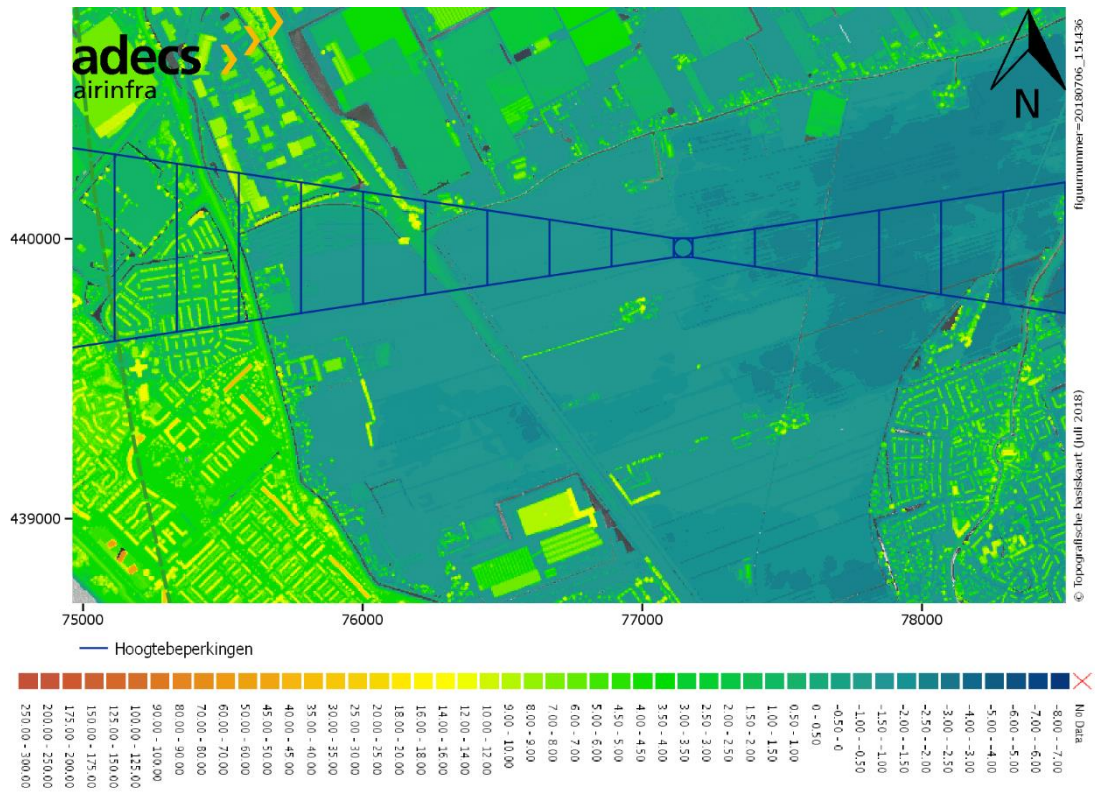 adecs
airinfra
N
figuurnummer=20180706_151436
440000
439000
© Topografische basiskaart (Juli 2018)
75000
76000
77000
78000
Hoogtebeperkingen
250.00 - 300.00
200.00 - 250.00
175.00 - 200.00
150.00 - 175.00
125.00 - 150.00
100.00 - 125.00
90.00 - 100.00
80.00 - 90.00
70.00 - 80.00
60.00 - 70.00
50.00 - 60.00
45.00 - 50.00
40.00 - 45.00
35.00 - 40.00
30.00 - 35.00
25.00 - 30.00
20.00 - 25.00
18.00 - 20.00
16.00 - 18.00
14.00 - 16.00
12.00 - 14.00
10.00 - 12.00
9.00 - 10.00
8.00 - 9.00
7.00 - 8.00
6.00 - 7.00
5.00 - 6.00
4.50 - 5.00
4.00 - 4.50
3.50 - 4.00
3.00 - 3.50
2.50 - 3.00
2.00 - 2.50
1.50 - 2.00
1.00 - 1.50
0.50 - 1.00
0 - 0.50
-0.50 - 0
-1.00 - -0.50
-1.50 - -1.00
-2.00 - -1.50
-2.50 - -2.00
-3.00 - -2.50
-4.00 - -3.00
-5.00 - -4.00
-6.00 - -5.00
-7.00 - -6.00
-8.00 - -7.00
No Data